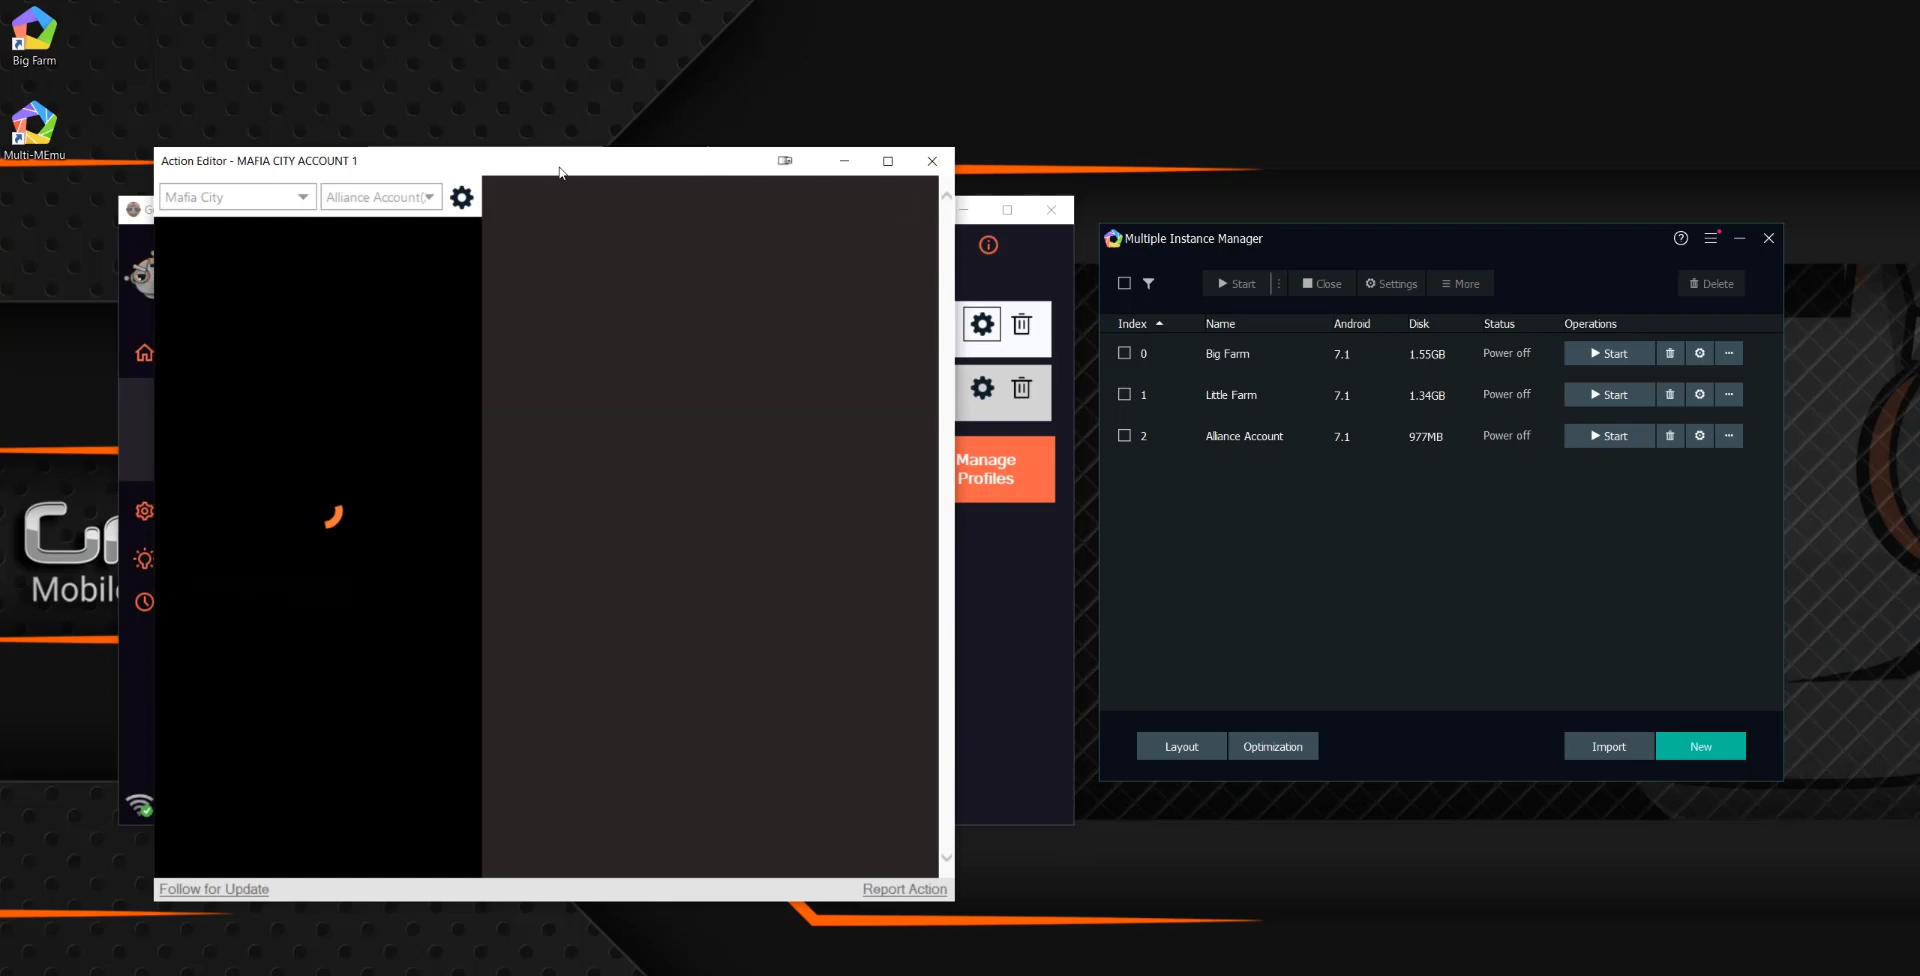 Big Farm
Multi-MEmu
Action Editor - MAFIA CITY ACCOUNT 1
Mafia City
Alliance Account(
G
Manage
Profiles
Mobile
Follow for Update
Report Action
Multiple Instance Manager
Start
Close
Settings
More
Delete
Index Name Android Disk Status Operations
0 Big Farm 7.1 1.55GB Power off Start
1 Little Farm 7.1 1.34GB Power off Start
2 Alliance Account 7.1 977MB Power off Start
Layout
Optimization
Import
New